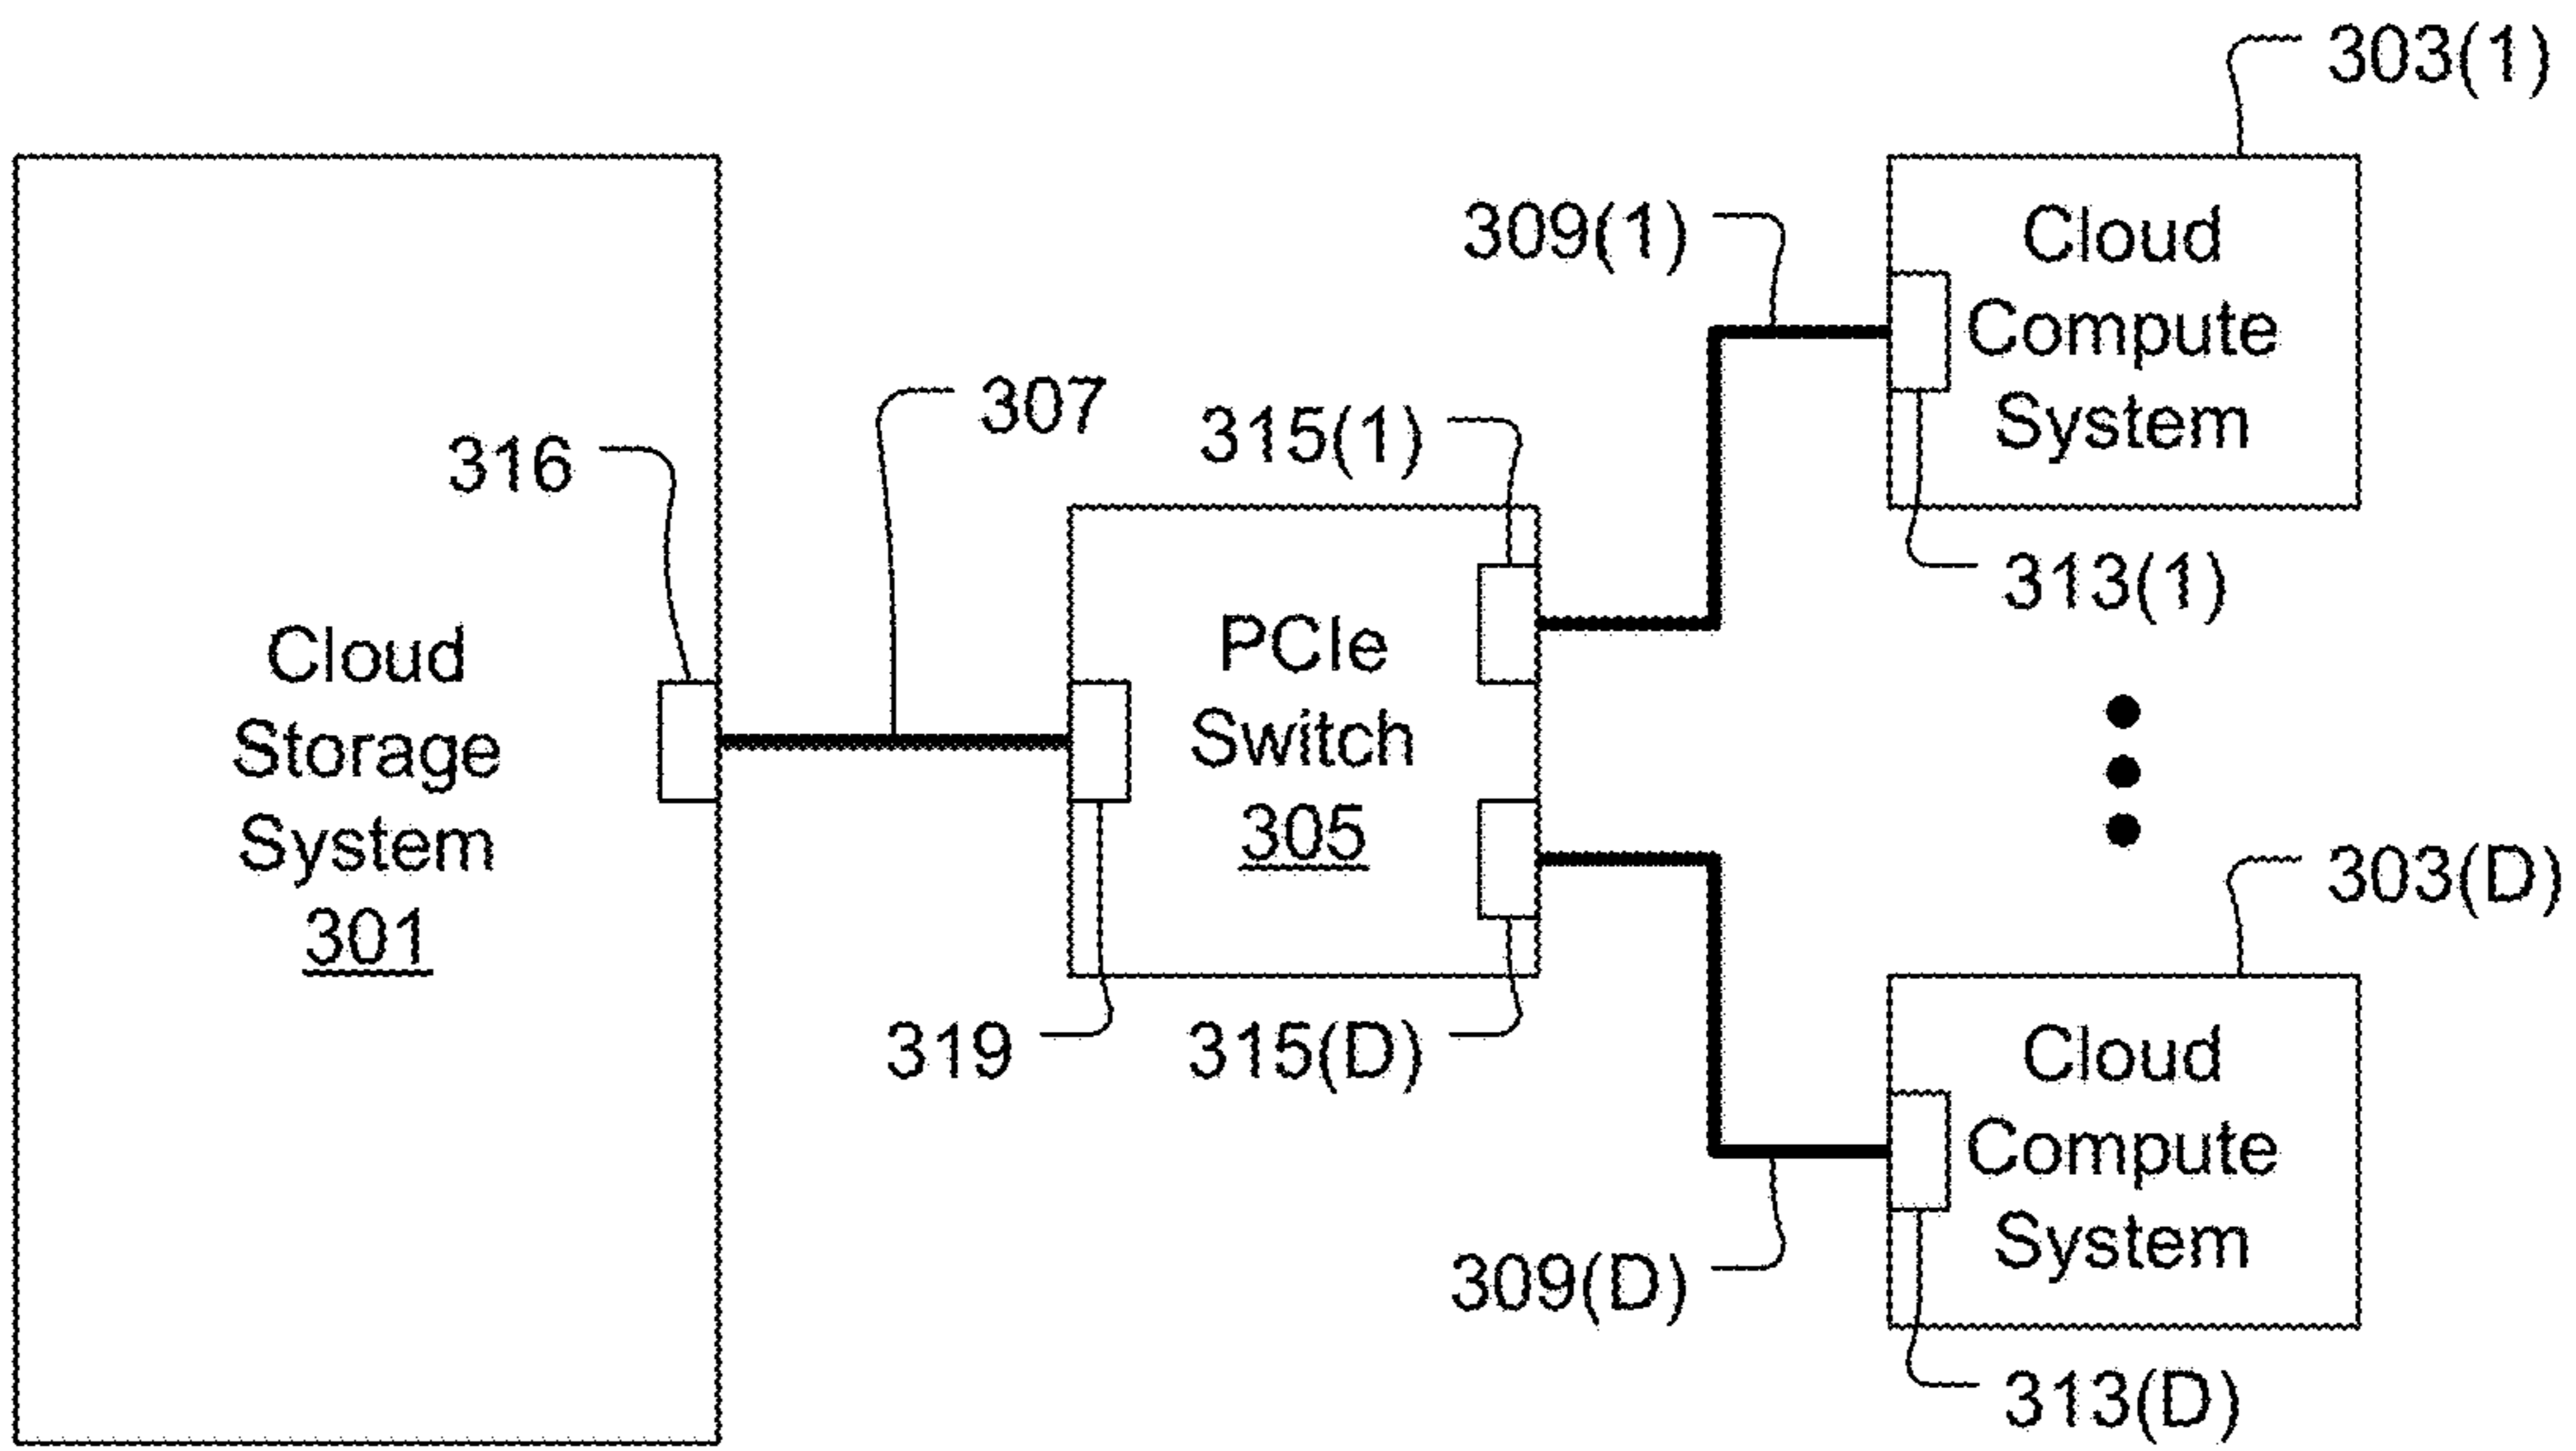 303(1)
Cloud
Compute
System
309(1)
313(1)
307
315(1)
316
Cloud
Storage
System
301
PCIe
Switch
305
319
315(D)
303(D)
Cloud
Compute
System
309(D)
313(D)